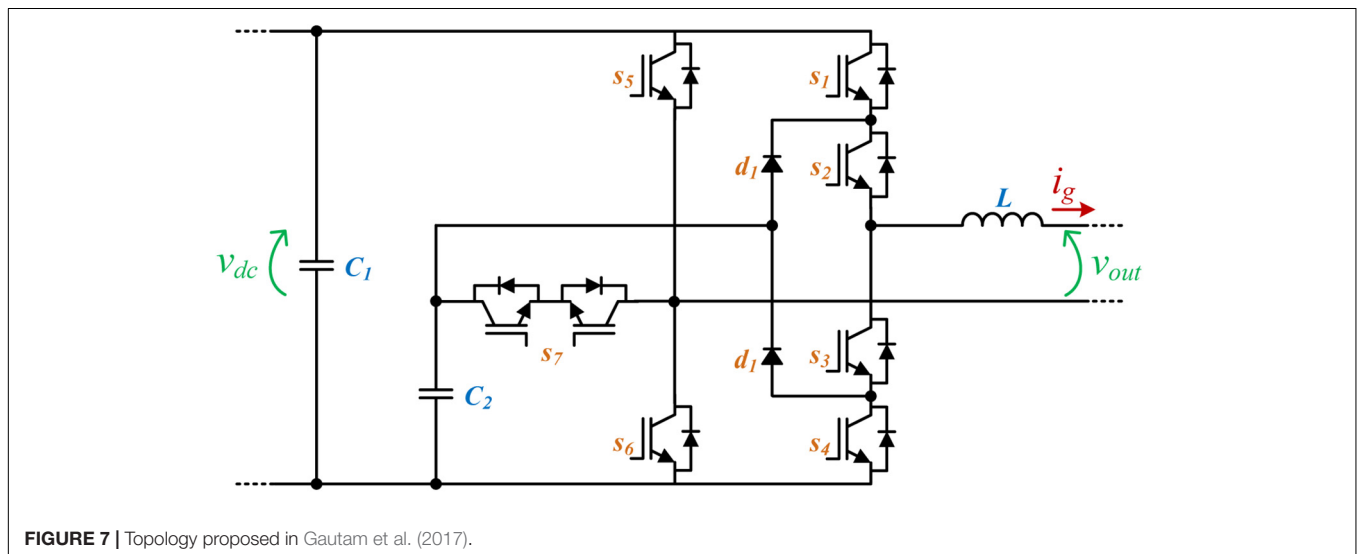 s5
s1
d1
s2
ig
L
vdc
C1
vout
s7
d1
s3
C2
s6
s4
FIGURE 7 | Topology proposed in Gautam et al. (2017).